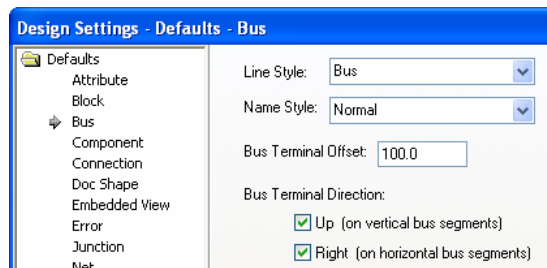 Design Settings - Defaults - Bus
Defaults
Attribute
Block
Bus
Component
Connection
Doc Shape
Embedded View
Error
Junction
Net
Line Style: Bus
Name Style: Normal
Bus Terminal Offset: 100.0
Bus Terminal Direction:
Up (on vertical bus segments)
Right (on horizontal bus segments)